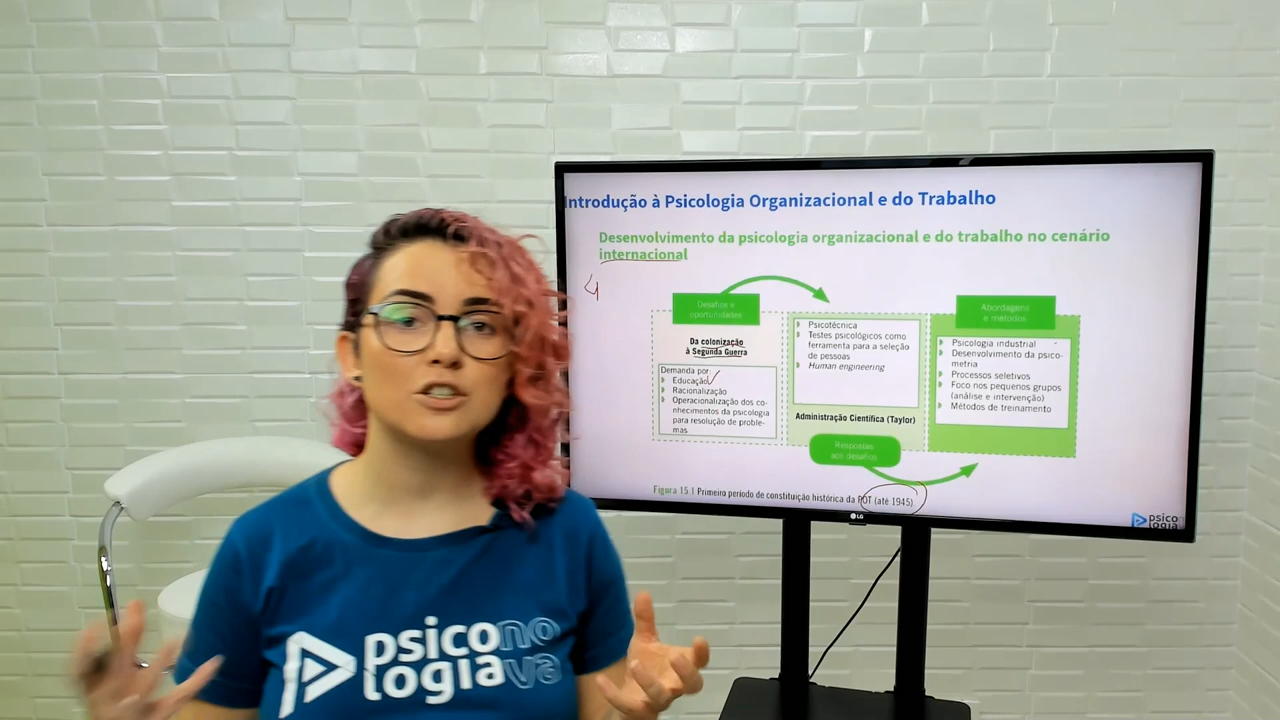 Introdução à Psicologia Organizacional e do Trabalho
Desenvolvimento da psicologia organizacional e do trabalho no cenário
internacional
4
Desafios e
oportunidades
Da colonização
à Segunda Guerra
Demanda por:
Educação
Racionalização
Operacionalização dos co-
nhecimentos da psicologia
para resolução de proble-
mas
Psicotécnica
Testes psicológicos como
ferramenta para a seleção
de pessoas
Human engineering
Administração Científica (Taylor)
Respostas
aos desafios
Abordagens
e métodos
Psicologia industrial
Desenvolvimento da psico-
metria
Processos seletivos
Foco nos pequenos grupos
(análise e intervenção)
Métodos de treinamento
Figura 15.1 Primeiro período de constituição histórica da POT (até 1945)
LG
psico
logia
psicono
logiava